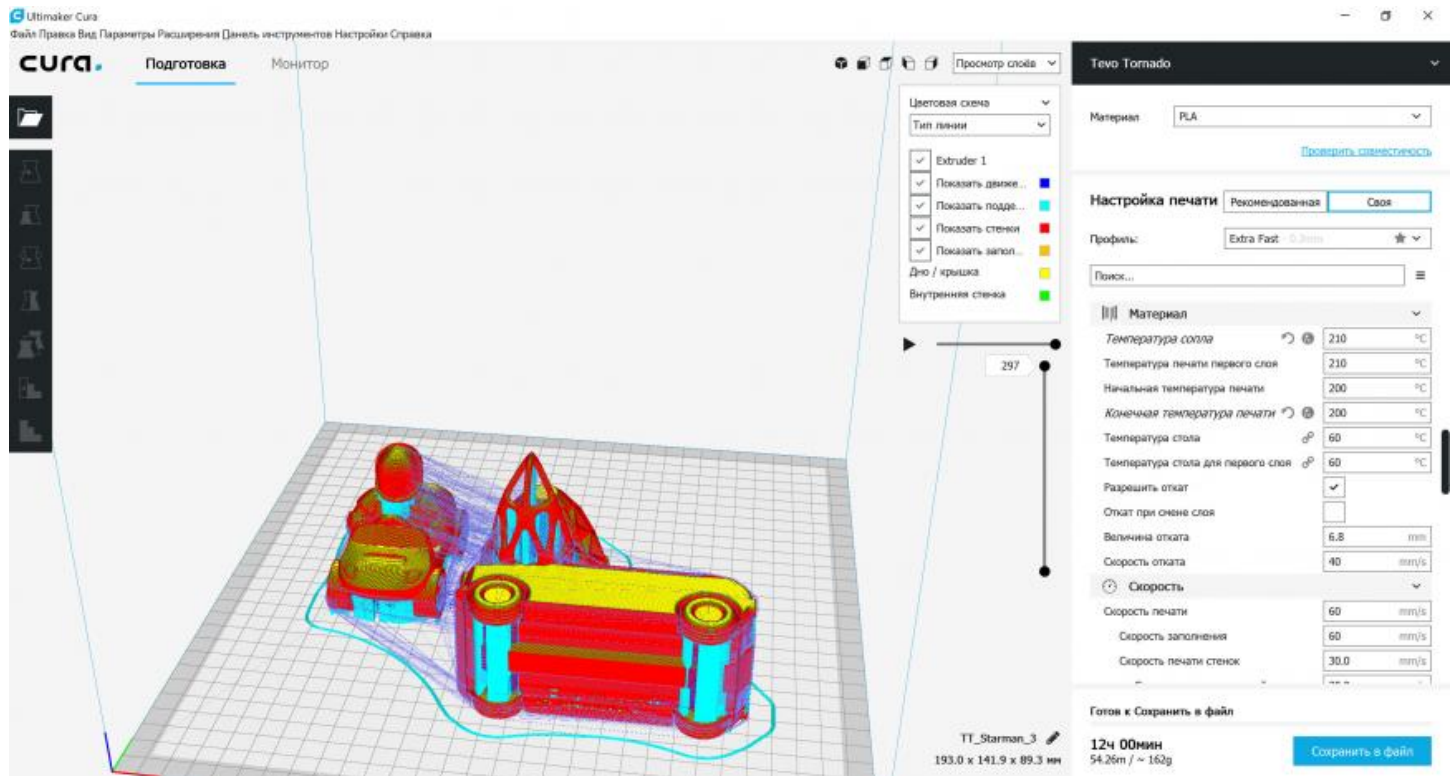 Ultimaker Cura
Файл Правка Вид Параметры Расширения Панель инструментов Настройки Справка
cura.
Подготовка
Монитор
Просмотр слоёв
Цветовая схема
Тип линии
Extruder 1
Показать движе...
Показать подде...
Показать стенки
Показать запол...
Дно / крышка
Внутренняя стенка
297
TT_Starman_3
193.0 x 141.9 x 89.3 мм
Tevo Tornado
Материал PLA
Проверить совместимость
Настройка печати Рекомендованная Своя
Профиль: Extra Fast - 0.3mm
Поиск...
Материал
Температура сопла 210 °C
Температура печати первого слоя 210 °C
Начальная температура печати 200 °C
Конечная температура печати 200 °C
Температура стола 60 °C
Температура стола для первого слоя 60 °C
Разрешить откат
Откат при смене слоя
Величина отката 6.8 mm
Скорость отката 40 mm/s
Скорость
Скорость печати 60 mm/s
Скорость заполнения 60 mm/s
Скорость печати стенок 30.0 mm/s
Готов к Сохранить в файл
12ч 00мин
54.26m / ~ 162g
Сохранить в файл